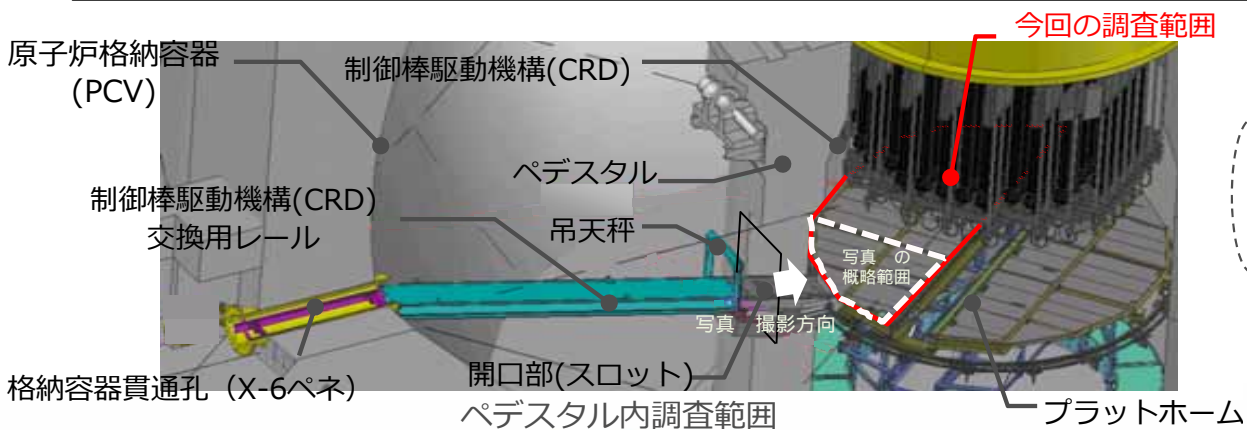 今回の調査範囲
原子炉格納容器
(PCV)
制御棒駆動機構(CRD)
ペデスタル
制御棒駆動機構(CRD)
交換用レール
吊天秤
写真　の
概略範囲
写真　撮影方向
開口部(スロット)
格納容器貫通孔（X-6ペネ）
ペデスタル内調査範囲
プラットホーム